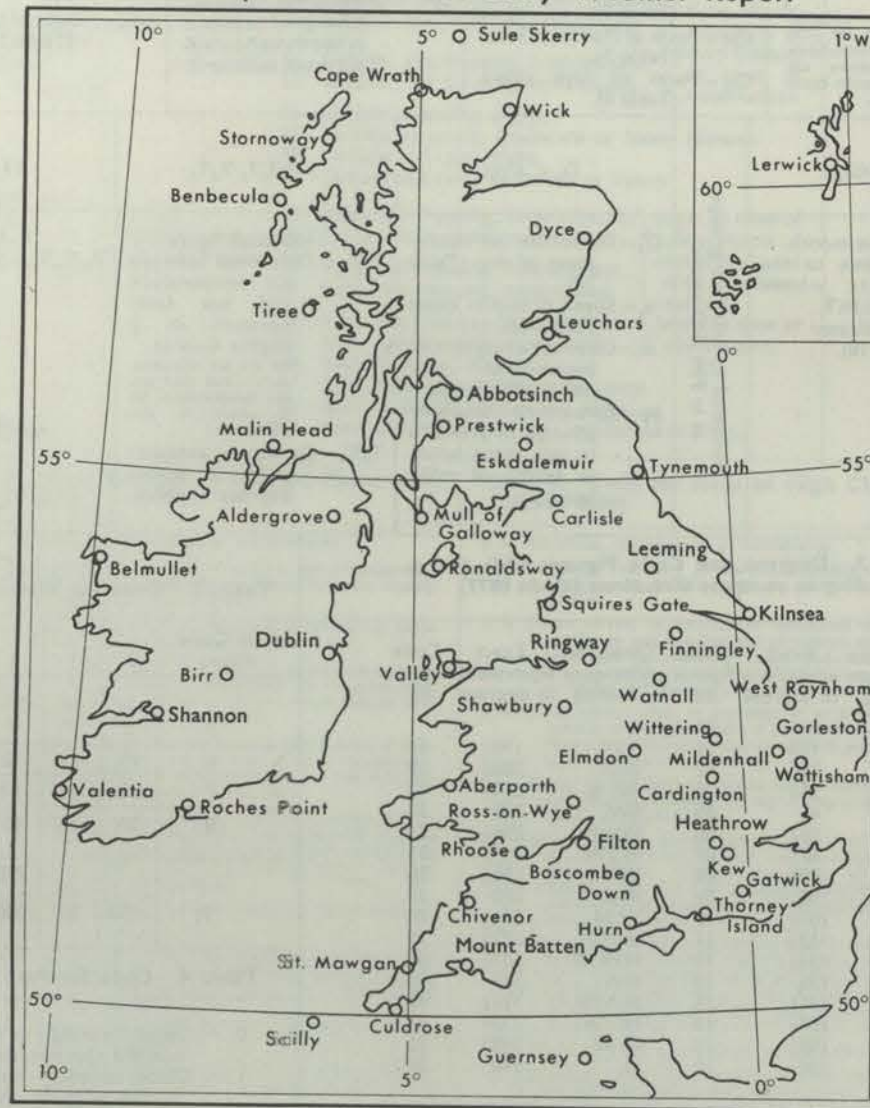 10°
5°
Sule Skerry
1° W
Cape Wrath
Wick
Stornoway
Lerwick
60°
Benbecula
Dyce
Tiree
Leuchars
0°
Abbotsinch
Malin Head
Prestwick
55°
Eskdalemuir
Tynemouth
55°
Aldergrove
Mull of
Galloway
Carlisle
Belmullet
Ronaldsway
Leeming
Squires Gate
Kilnsea
Dublin
Ringway
Finningley
Birr
Valley
Watnall
West Raynham
Shannon
Shawbury
Wittering
Gorleston
Elmdon
Mildenhall
Valentia
Aberporth
Cardington
Wattisham
Roches Point
Ross-on-Wye
Heathrow
Rhoose
Filton
Kew
Boscombe
Down
Gatwick
Chivenor
Hurn
Thorney
Island
St. Mawgan
Mount Batten
50°
50°
Scilly
Culdrose
Guernsey
10°
5°
0°